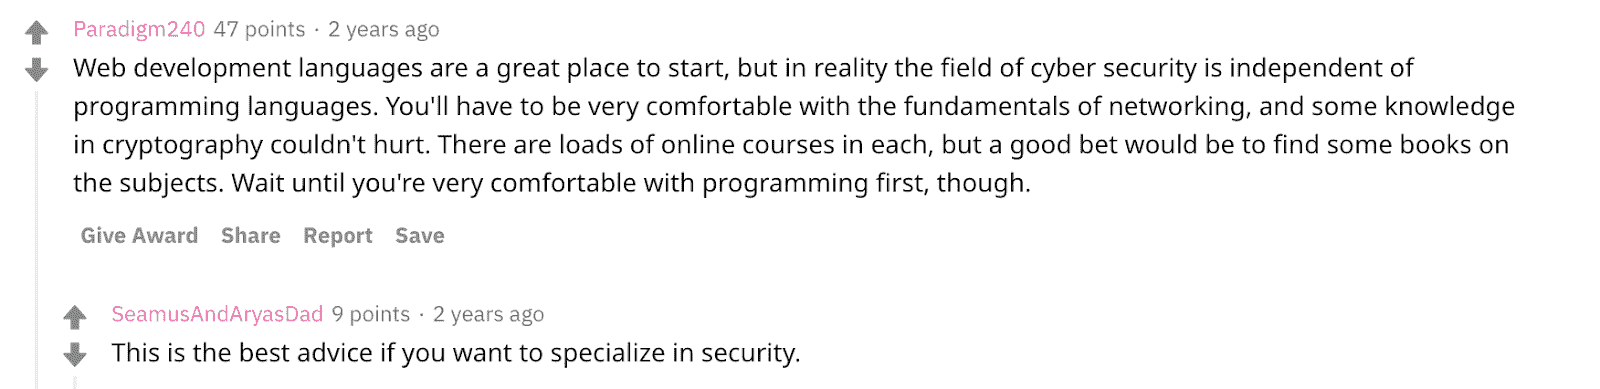 Paradigm240 47 points · 2 years ago
Web development languages are a great place to start, but in reality the field of cyber security is independent of
programming languages. You'll have to be very comfortable with the fundamentals of networking, and some knowledge
in cryptography couldn't hurt. There are loads of online courses in each, but a good bet would be to find some books on
the subjects. Wait until you're very comfortable with programming first, though.
Give Award Share Report Save
SeamusAndAryasDad 9 points · 2 years ago
This is the best advice if you want to specialize in security.